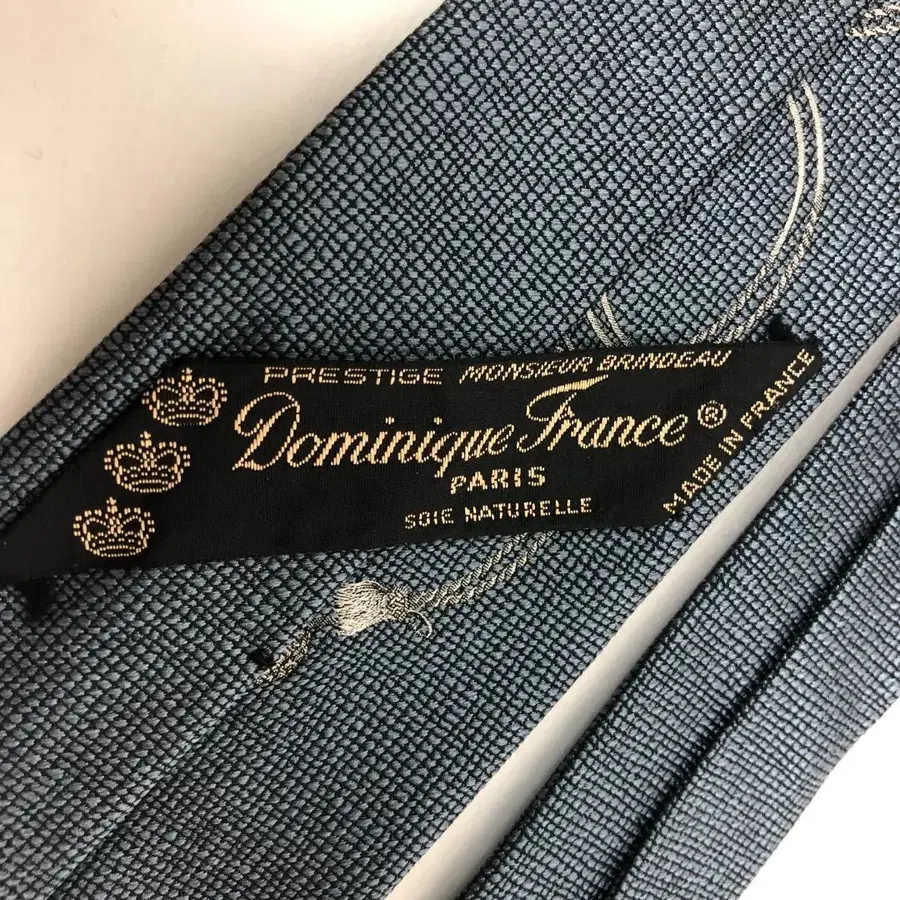 PRESTIGE MONSIEUR BRINDEAU
Dominique France ®
PARIS
SOIE NATURELLE
MADE IN FRANCE